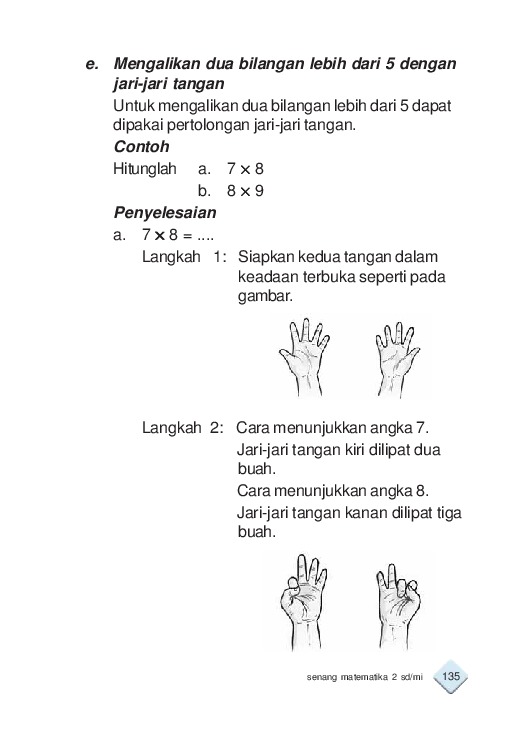 e. Mengalikan dua bilangan lebih dari 5 dengan
jari-jari tangan
Untuk mengalikan dua bilangan lebih dari 5 dapat
dipakai pertolongan jari-jari tangan.
Contoh
Hitunglah a. 7 × 8
b. 8 × 9
Penyelesaian
a. 7 × 8 = ....
Langkah 1: Siapkan kedua tangan dalam
keadaan terbuka seperti pada
gambar.
Langkah 2: Cara menunjukkan angka 7.
Jari-jari tangan kiri dilipat dua
buah.
Cara menunjukkan angka 8.
Jari-jari tangan kanan dilipat tiga
buah.
senang matematika 2 sd/mi 135